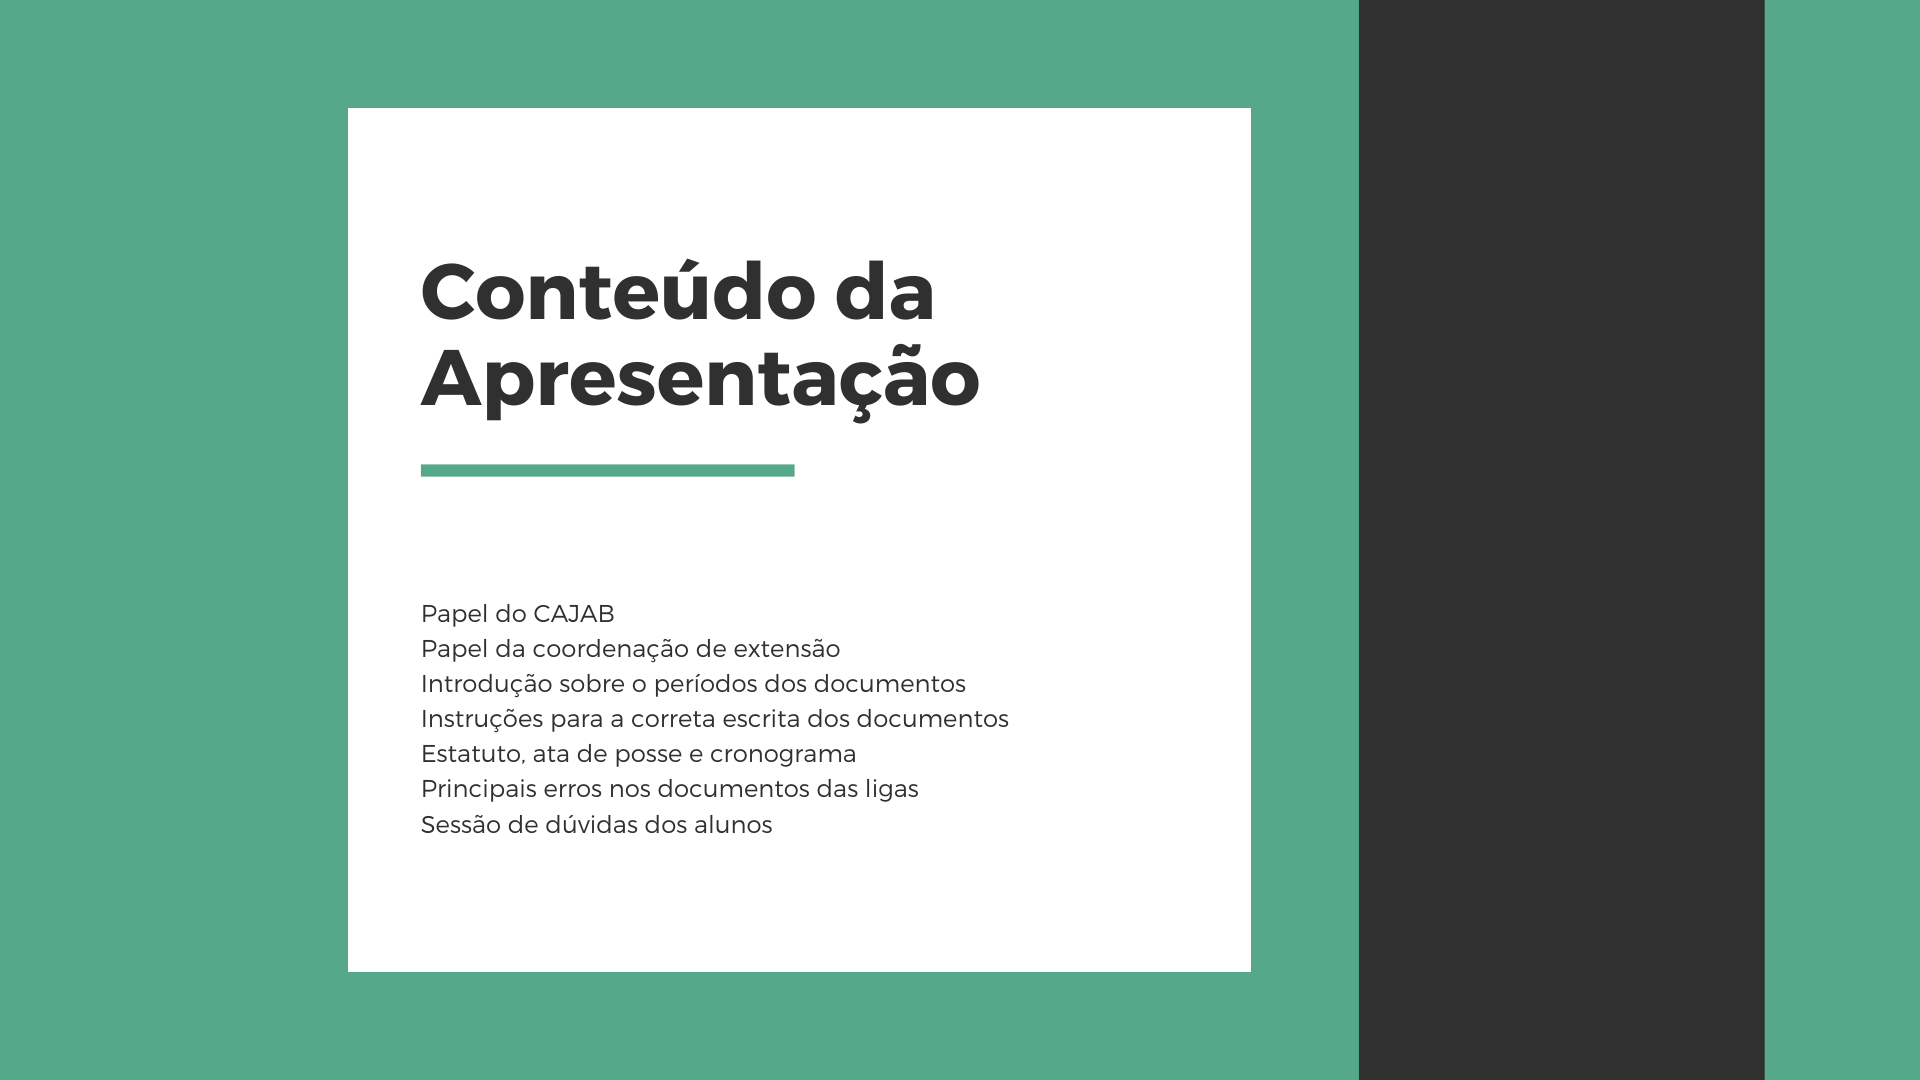 Conteúdo da
Apresentação
Papel do CAJAB
Papel da coordenação de extensão
Introdução sobre o períodos dos documentos
Instruções para a correta escrita dos documentos
Estatuto, ata de posse e cronograma
Principais erros nos documentos das ligas
Sessão de dúvidas dos alunos